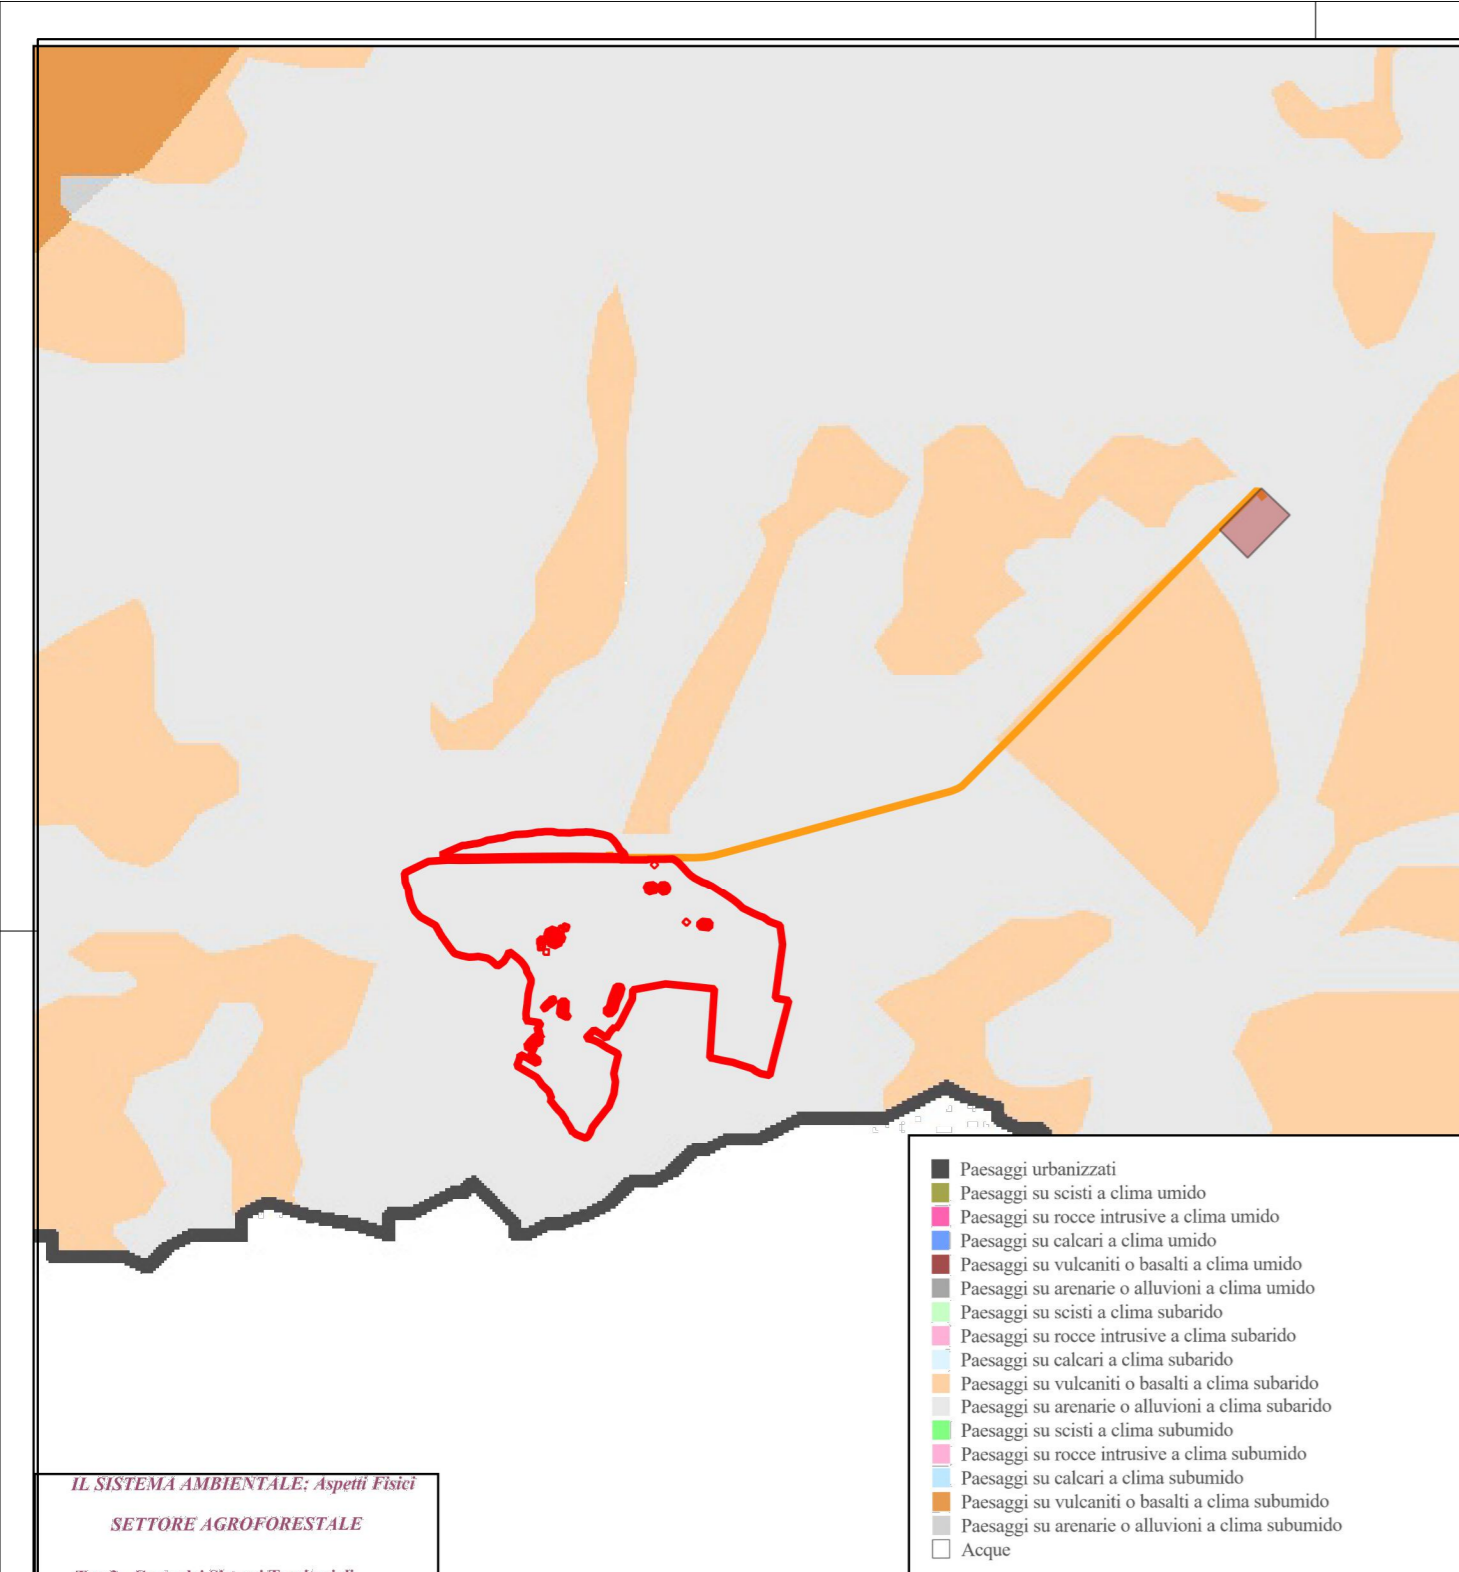 Paesaggi urbanizzati
Paesaggi su scisti a clima umido
Paesaggi su rocce intrusive a clima umido
Paesaggi su calcari a clima umido
Paesaggi su vulcaniti o basalti a clima umido
Paesaggi su arenarie o alluvioni a clima umido
Paesaggi su scisti a clima subarido
Paesaggi su rocce intrusive a clima subarido
Paesaggi su calcari a clima subarido
Paesaggi su vulcaniti o basalti a clima subarido
Paesaggi su arenarie o alluvioni a clima subarido
Paesaggi su scisti a clima subumido
Paesaggi su rocce intrusive a clima subumido
Paesaggi su calcari a clima subumido
Paesaggi su vulcaniti o basalti a clima subumido
Paesaggi su arenarie o alluvioni a clima subumido
Acque
IL SISTEMA AMBIENTALE: Aspetti Fisici
SETTORE AGROFORESTALE